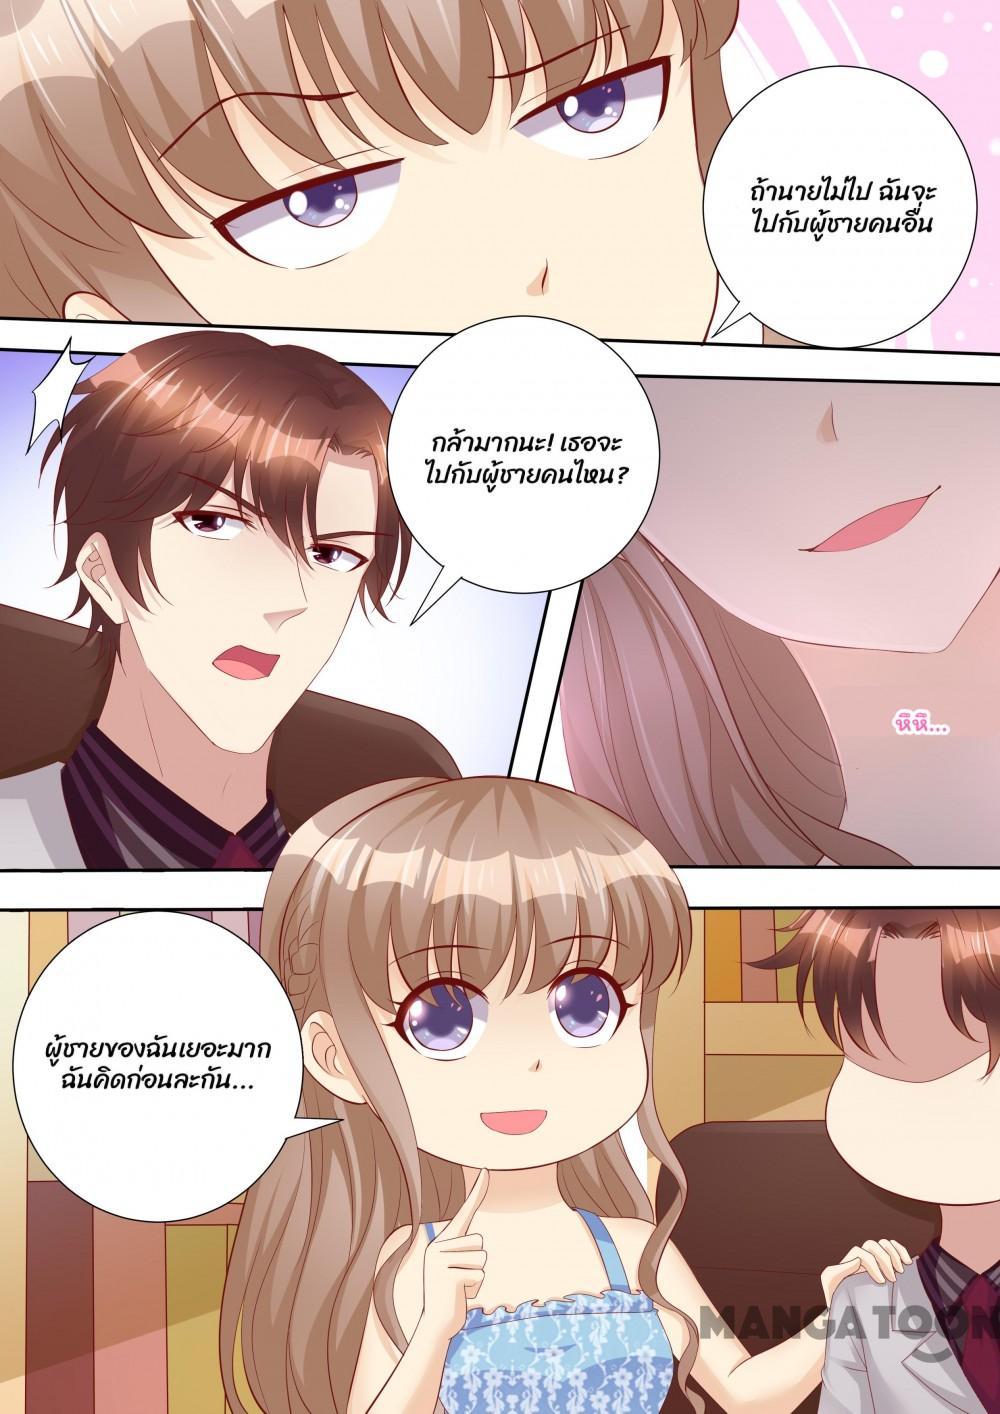 ถ้านายไม่ไป ฉันจะ
ไปกับผู้ชายคนอื่น
กล้ามากนะ! เธอจะ
ไปกับผู้ชายคนไหน?
หึหึ...
ผู้ชายของฉันเยอะมาก
ฉันคิดก่อนละกัน...
MANGATOON